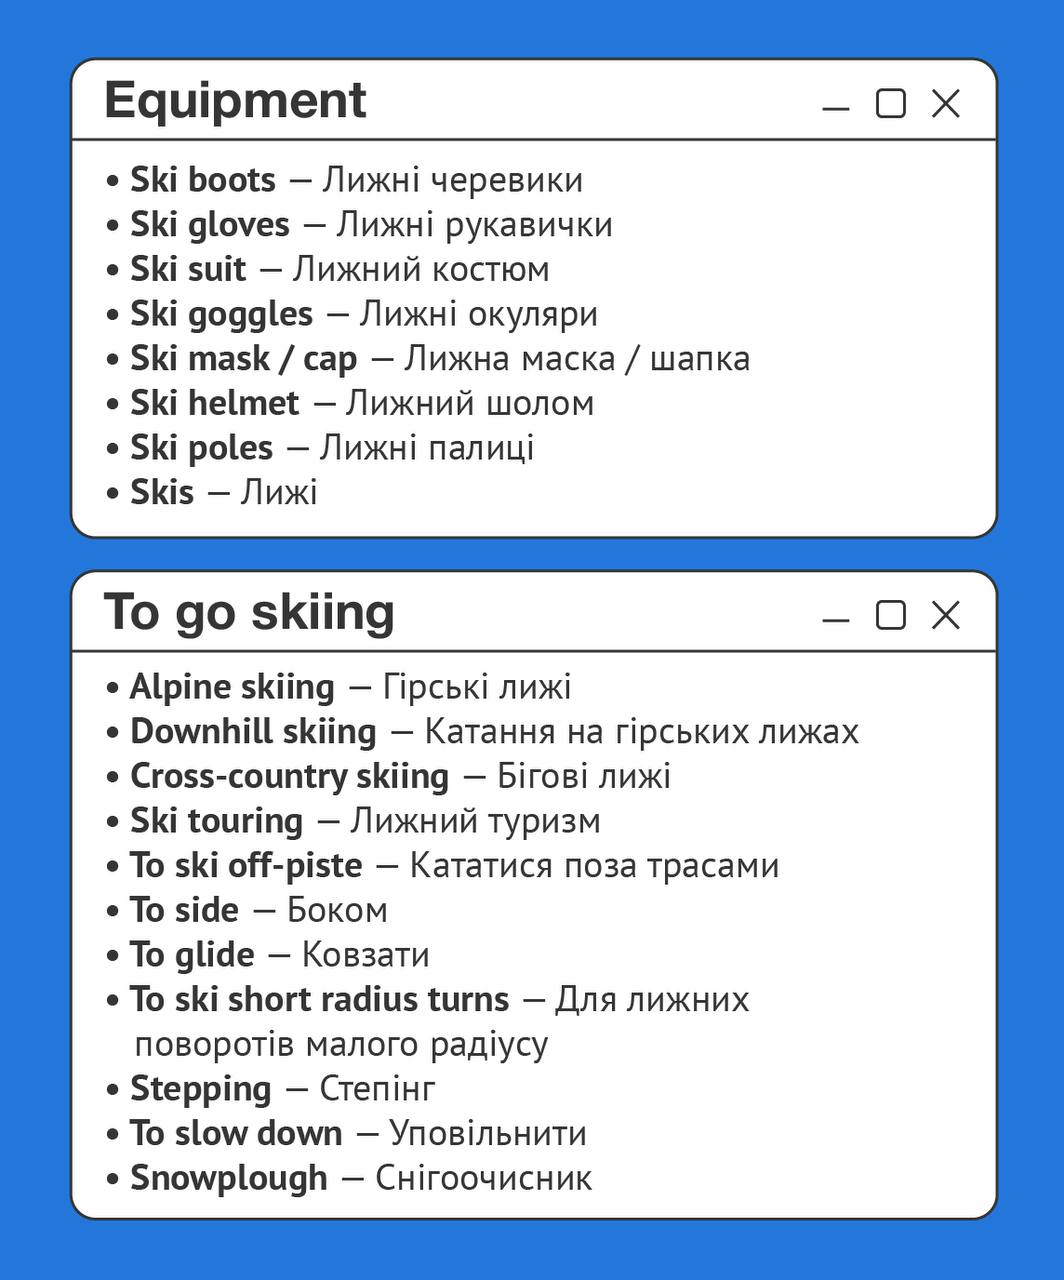 Equipment
• Ski boots — Лижні черевики
• Ski gloves — Лижні рукавички
• Ski suit — Лижний костюм
• Ski goggles — Лижні окуляри
• Ski mask / cap — Лижна маска / шапка
• Ski helmet — Лижний шолом
• Ski poles — Лижні палиці
• Skis — Лижі
To go skiing
• Alpine skiing — Гірські лижі
• Downhill skiing — Катання на гірських лижах
• Cross-country skiing — Бігові лижі
• Ski touring — Лижний туризм
• To ski off-piste — Кататися поза трасами
• To side — Боком
• To glide — Ковзати
• To ski short radius turns — Для лижних
поворотів малого радіусу
• Stepping — Степінг
• To slow down — Уповільнити
• Snowplough — Снігоочисник